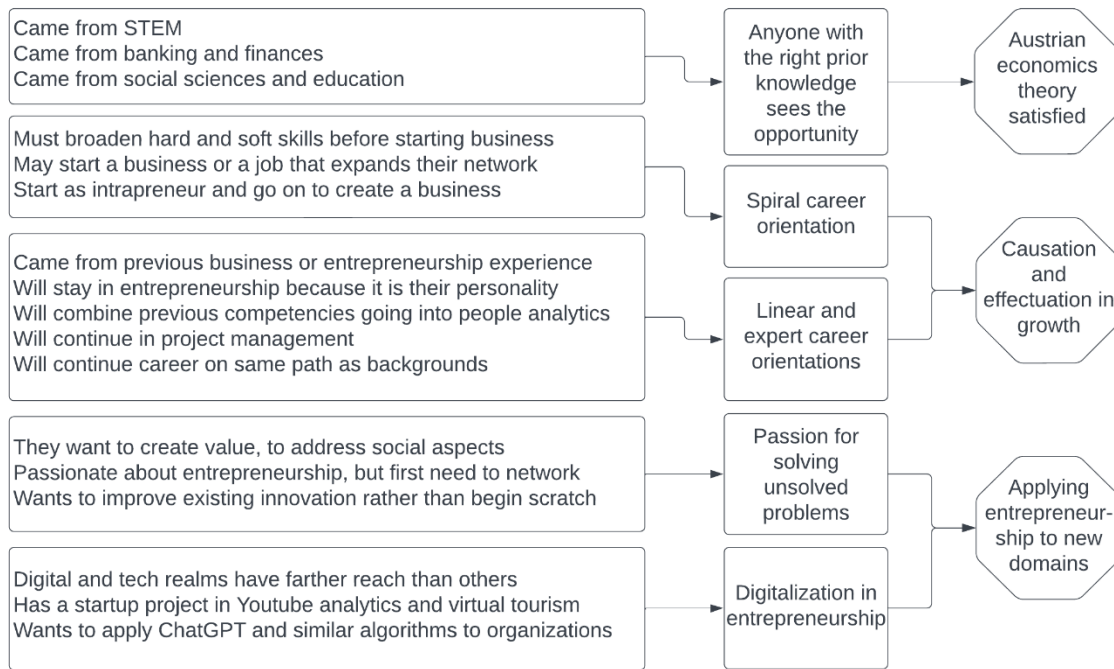 Came from STEM
Came from banking and finances
Came from social sciences and education
Anyone with
the right prior
knowledge
sees the
opportunity
Austrian
economics
theory
satisfied
Must broaden hard and soft skills before starting business
May start a business or a job that expands their network
Start as intrapreneur and go on to create a business
Spiral career
orientation
Came from previous business or entrepreneurship experience
Will stay in entrepreneurship because it is their personality
Will combine previous competencies going into people analytics
Will continue in project management
Will continue career on same path as backgrounds
Linear and
expert career
orientations
Causation
and
effectuation in
growth
They want to create value, to address social aspects
Passionate about entrepreneurship, but first need to network
Wants to improve existing innovation rather than begin scratch
Passion for
solving
unsolved
problems
Digital and tech realms have farther reach than others
Has a startup project in Youtube analytics and virtual tourism
Wants to apply ChatGPT and similar algorithms to organizations
Digitalization in
entrepreneurship
Applying
entrepreneur-
ship to new
domains